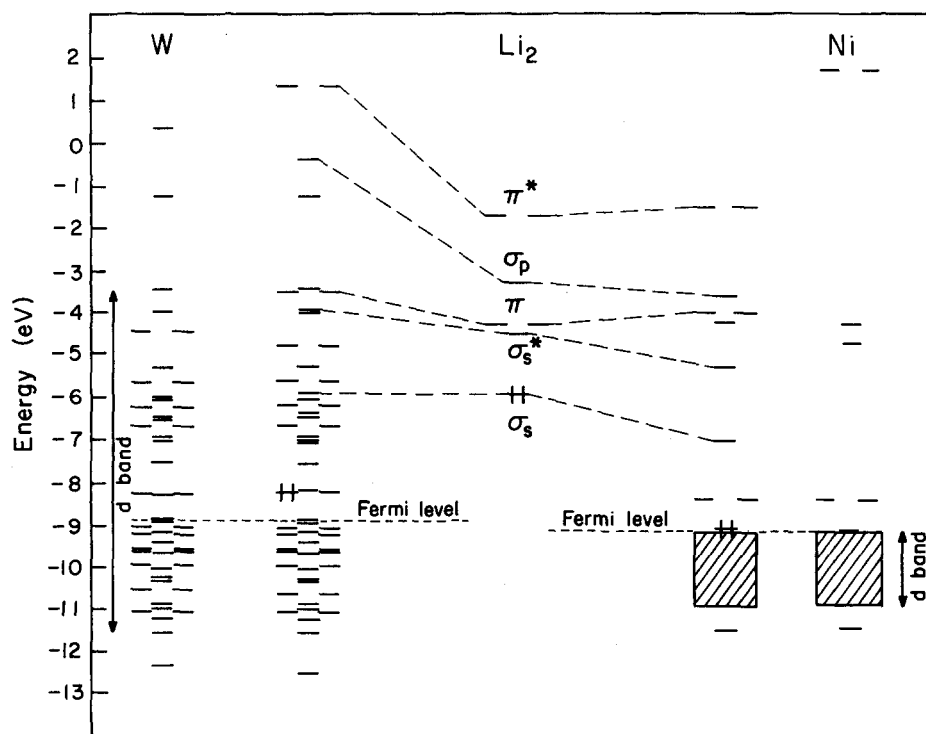 W
Li₂
Ni
2
1
0
-1
-2
-3
-4
-5
-6
-7
-8
-9
-10
-11
-12
-13
Energy (eV)
d band
π*
σp
π
σs*
σs
Fermi level
Fermi level
d band